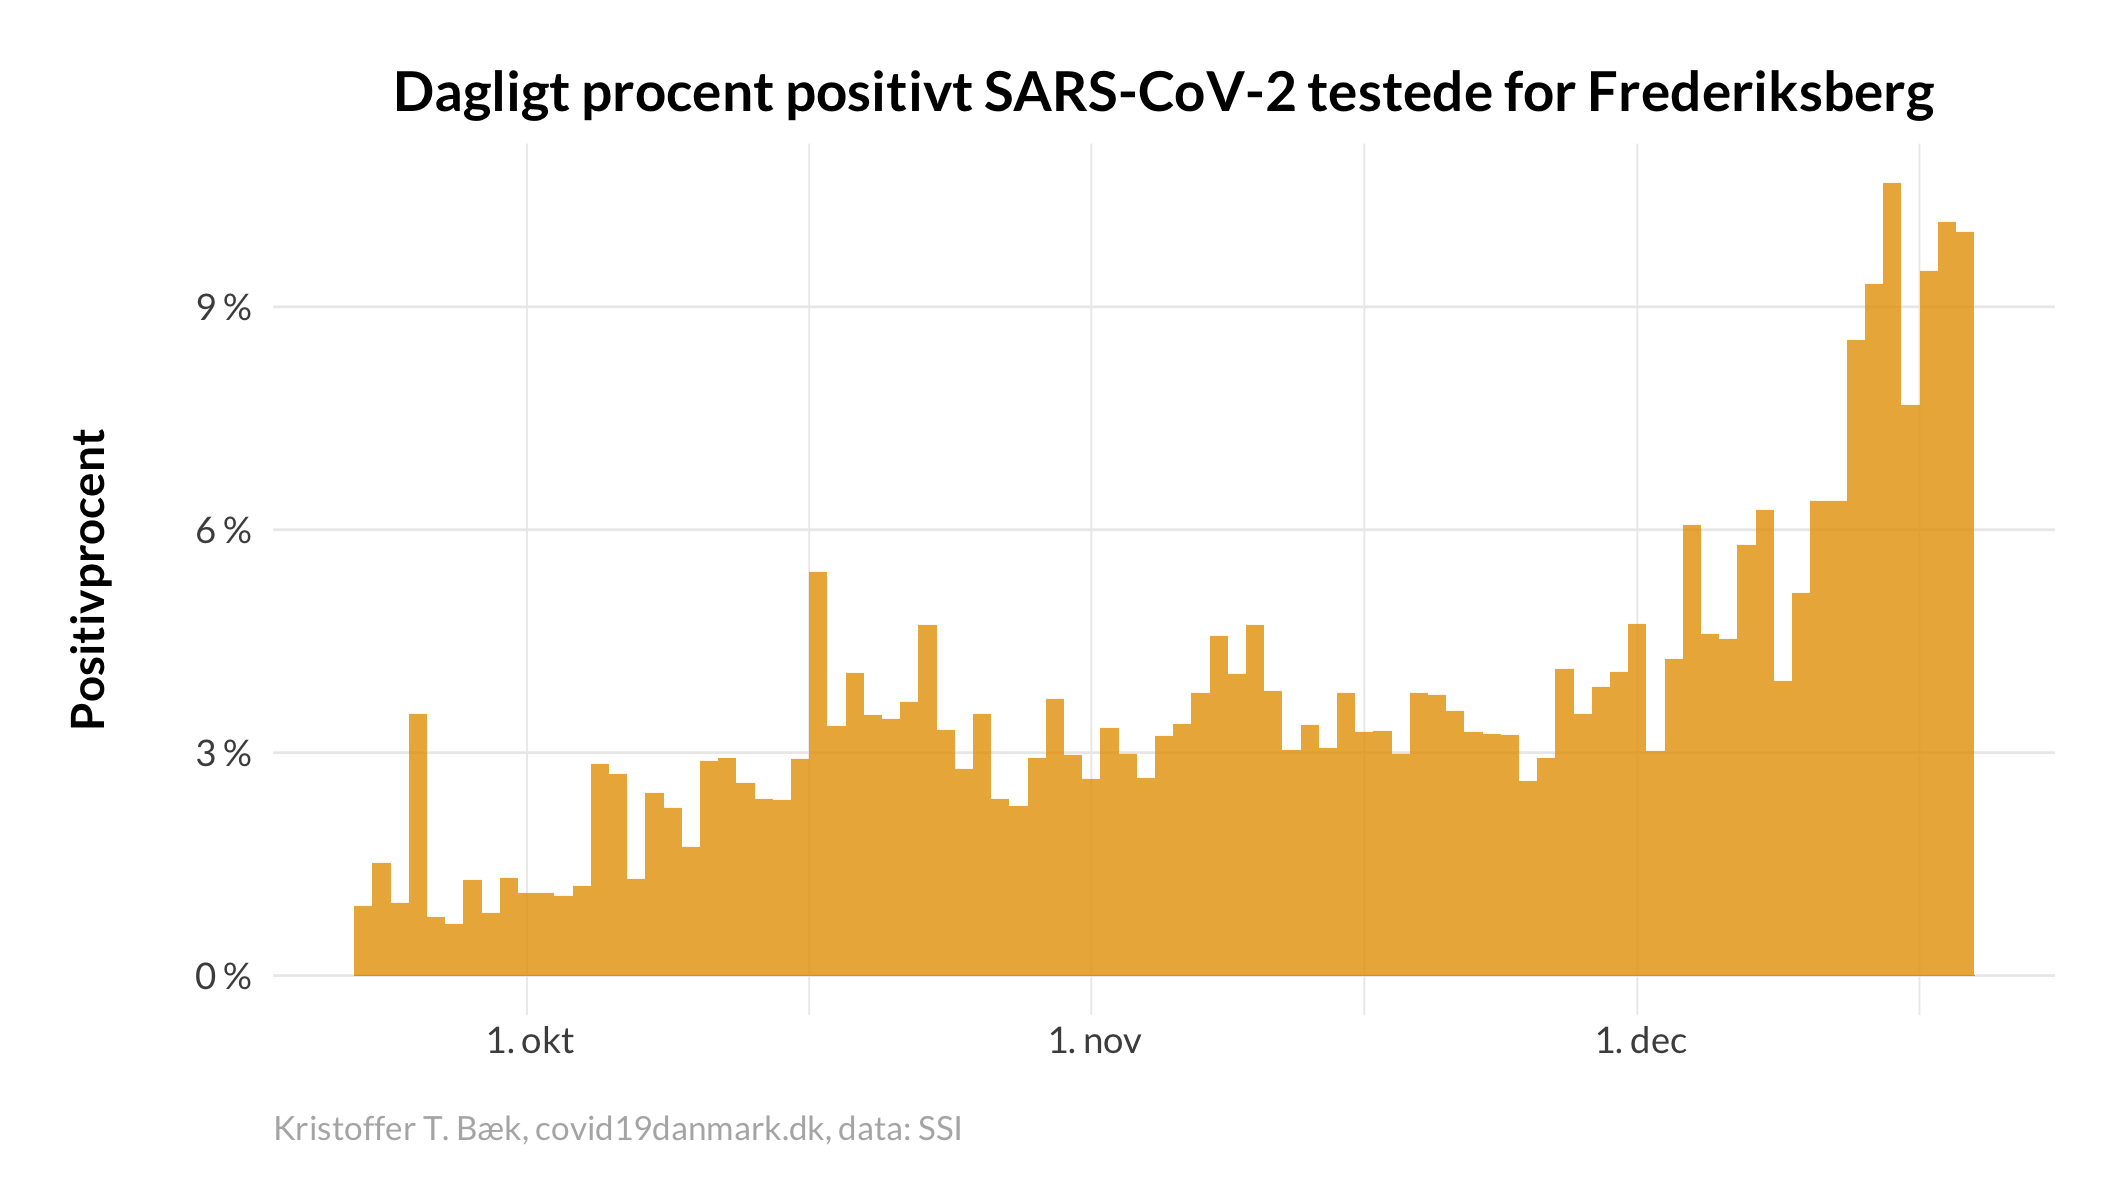 Dagligt procent positivt SARS-CoV-2 testede for Frederiksberg
Positivprocent
9 %
6 %
3 %
0 %
1. okt
1. nov
1. dec
Kristoffer T. Bæk, covid19danmark.dk, data: SSI